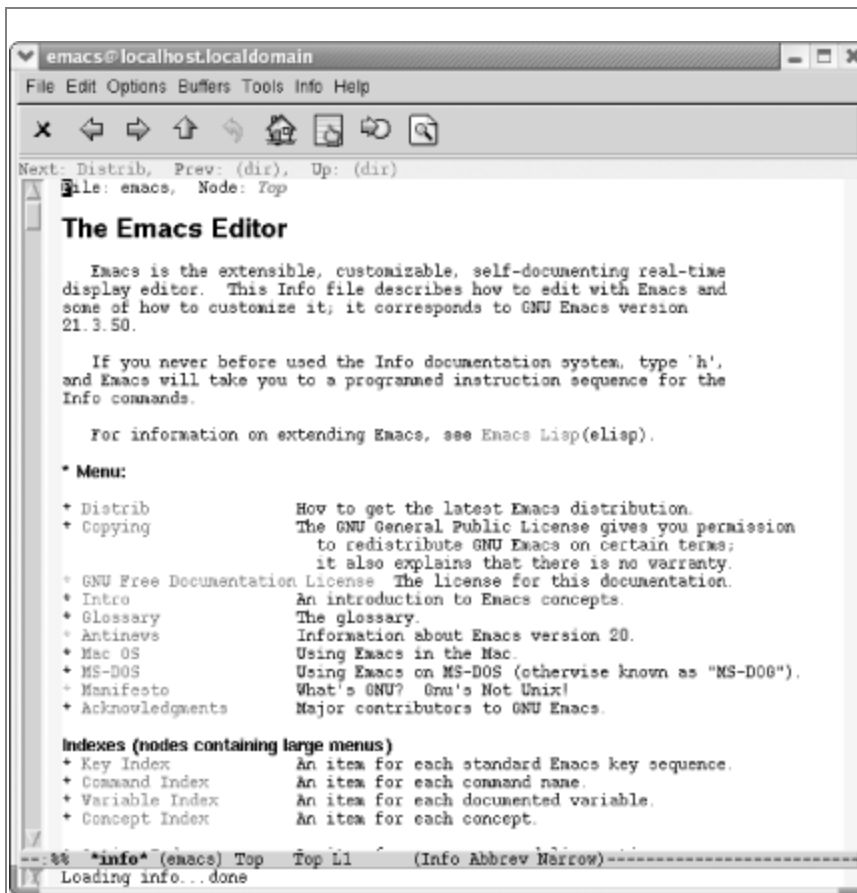 emacs@localhost.localdomain
File Edit Options Buffers Tools Info Help
Next: Distrib, Prev: (dir), Up: (dir)
File: emacs, Node: Top
The Emacs Editor
Emacs is the extensible, customizable, self-documenting real-time
display editor. This Info file describes how to edit with Emacs and
some of how to customize it; it corresponds to GNU Emacs version
21.3.50.
If you never before used the Info documentation system, type `h',
and Emacs will take you to a programmed instruction sequence for the
Info commands.
For information on extending Emacs, see Emacs Lisp(elisp).
* Menu:
* Distrib How to get the latest Emacs distribution.
* Copying The GNU General Public License gives you permission
to redistribute GNU Emacs on certain terms;
it also explains that there is no warranty.
* GNU Free Documentation License The license for this documentation.
* Intro An introduction to Emacs concepts.
* Glossary The glossary.
* Antinews Information about Emacs version 20.
* Mac OS Using Emacs in the Mac.
* MS-DOS Using Emacs on MS-DOS (otherwise known as "MS-DOG").
* Manifesto What's GNU? Gnu's Not Unix!
* Acknowledgments Major contributors to GNU Emacs.
Indexes (nodes containing large menus)
* Key Index An item for each standard Emacs key sequence.
* Command Index An item for each command name.
* Variable Index An item for each documented variable.
* Concept Index An item for each concept.
--:%% *info* (emacs) Top Top L1 (Info Abbrev Narrow)--------------------------
Loading info...done